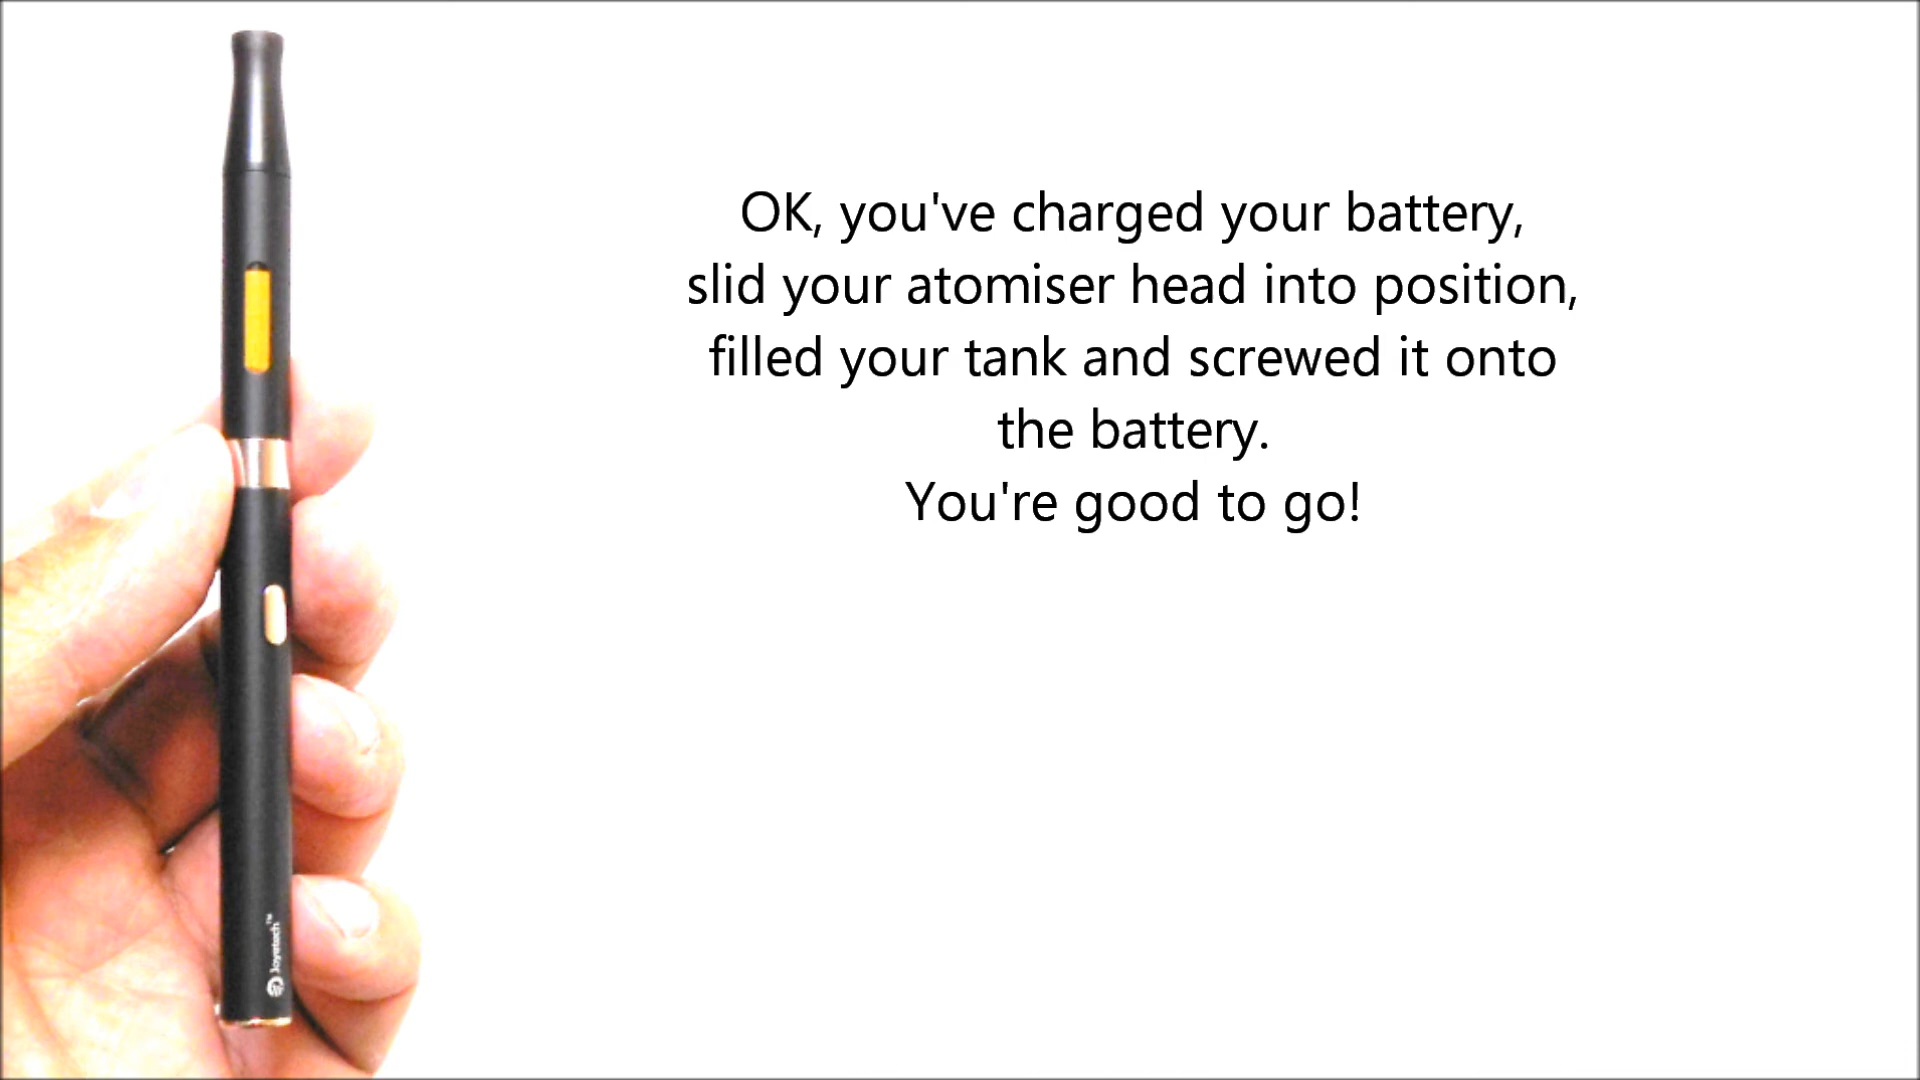 OK, you've charged your battery,
slid your atomiser head into position,
filled your tank and screwed it onto
the battery.
You're good to go!
Joyetech™